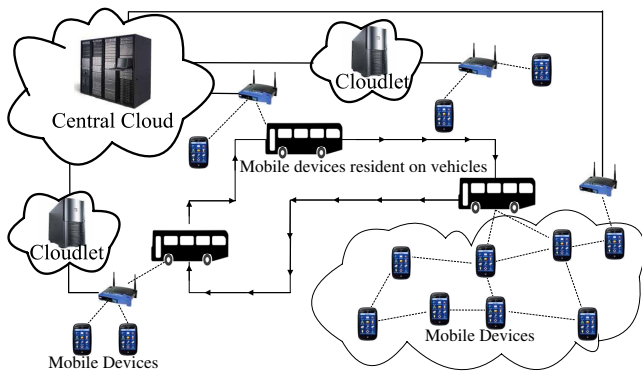 Cloudlet
Central Cloud
Mobile devices resident on vehicles
Cloudlet
Mobile Devices
Mobile Devices